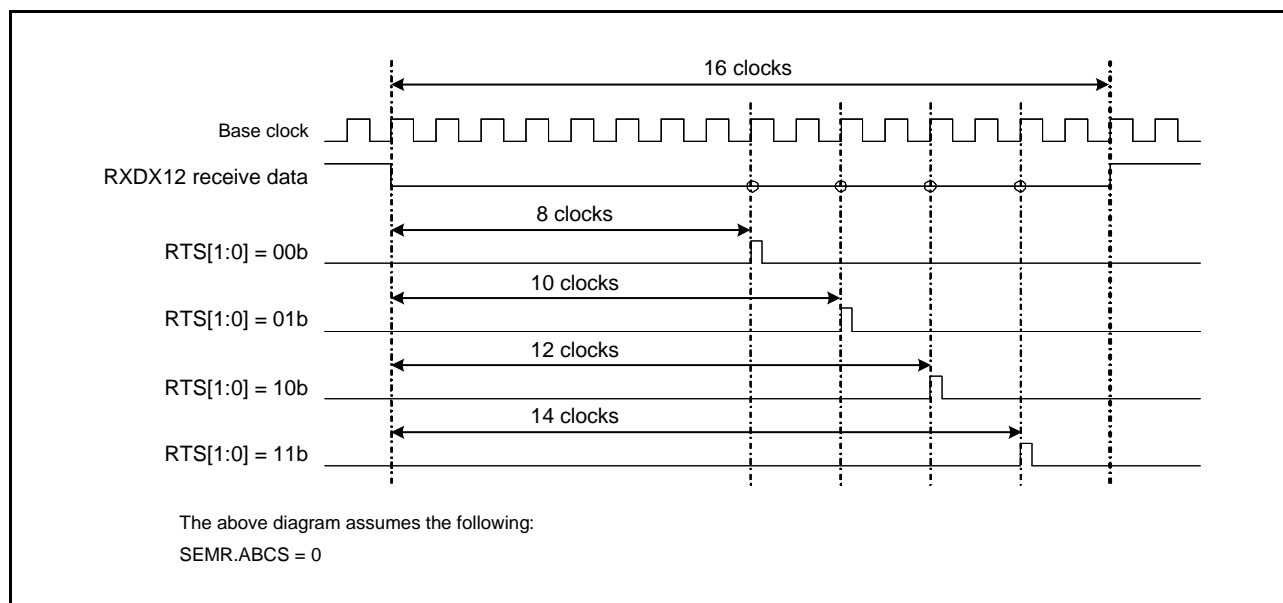 16 clocks
Base clock
RXDX12 receive data
8 clocks
RTS[1:0] = 00b
10 clocks
RTS[1:0] = 01b
12 clocks
RTS[1:0] = 10b
14 clocks
RTS[1:0] = 11b
The above diagram assumes the following:
SEMR.ABCS = 0